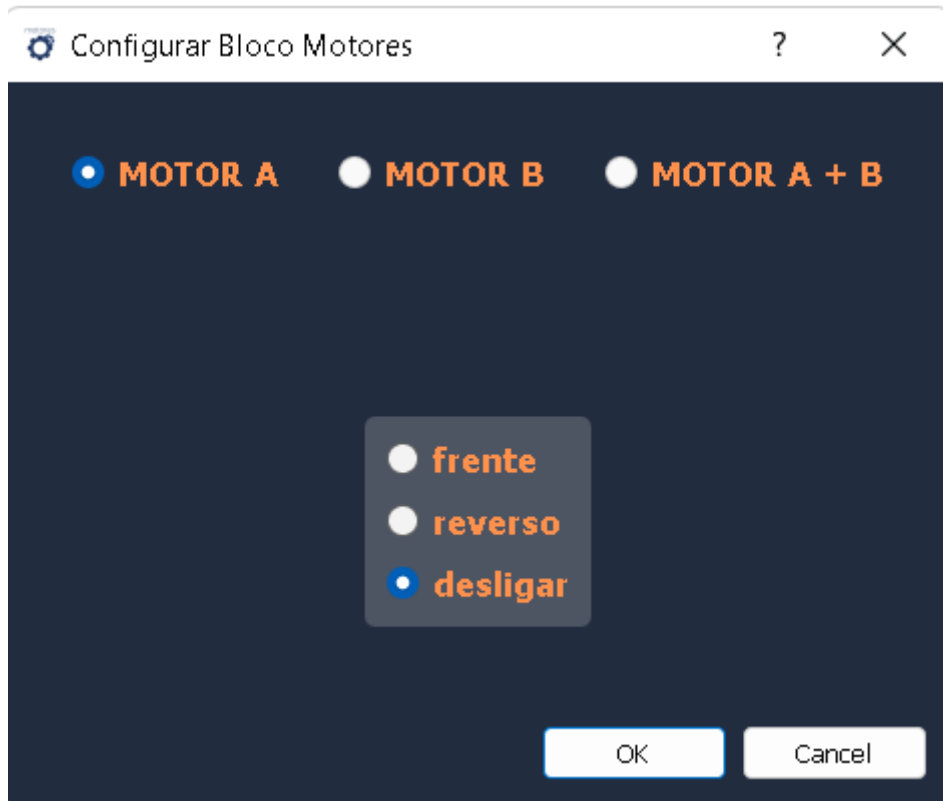 Configurar Bloco Motores
MOTOR A MOTOR B MOTOR A + B
frente
reverso
desligar
OK Cancel